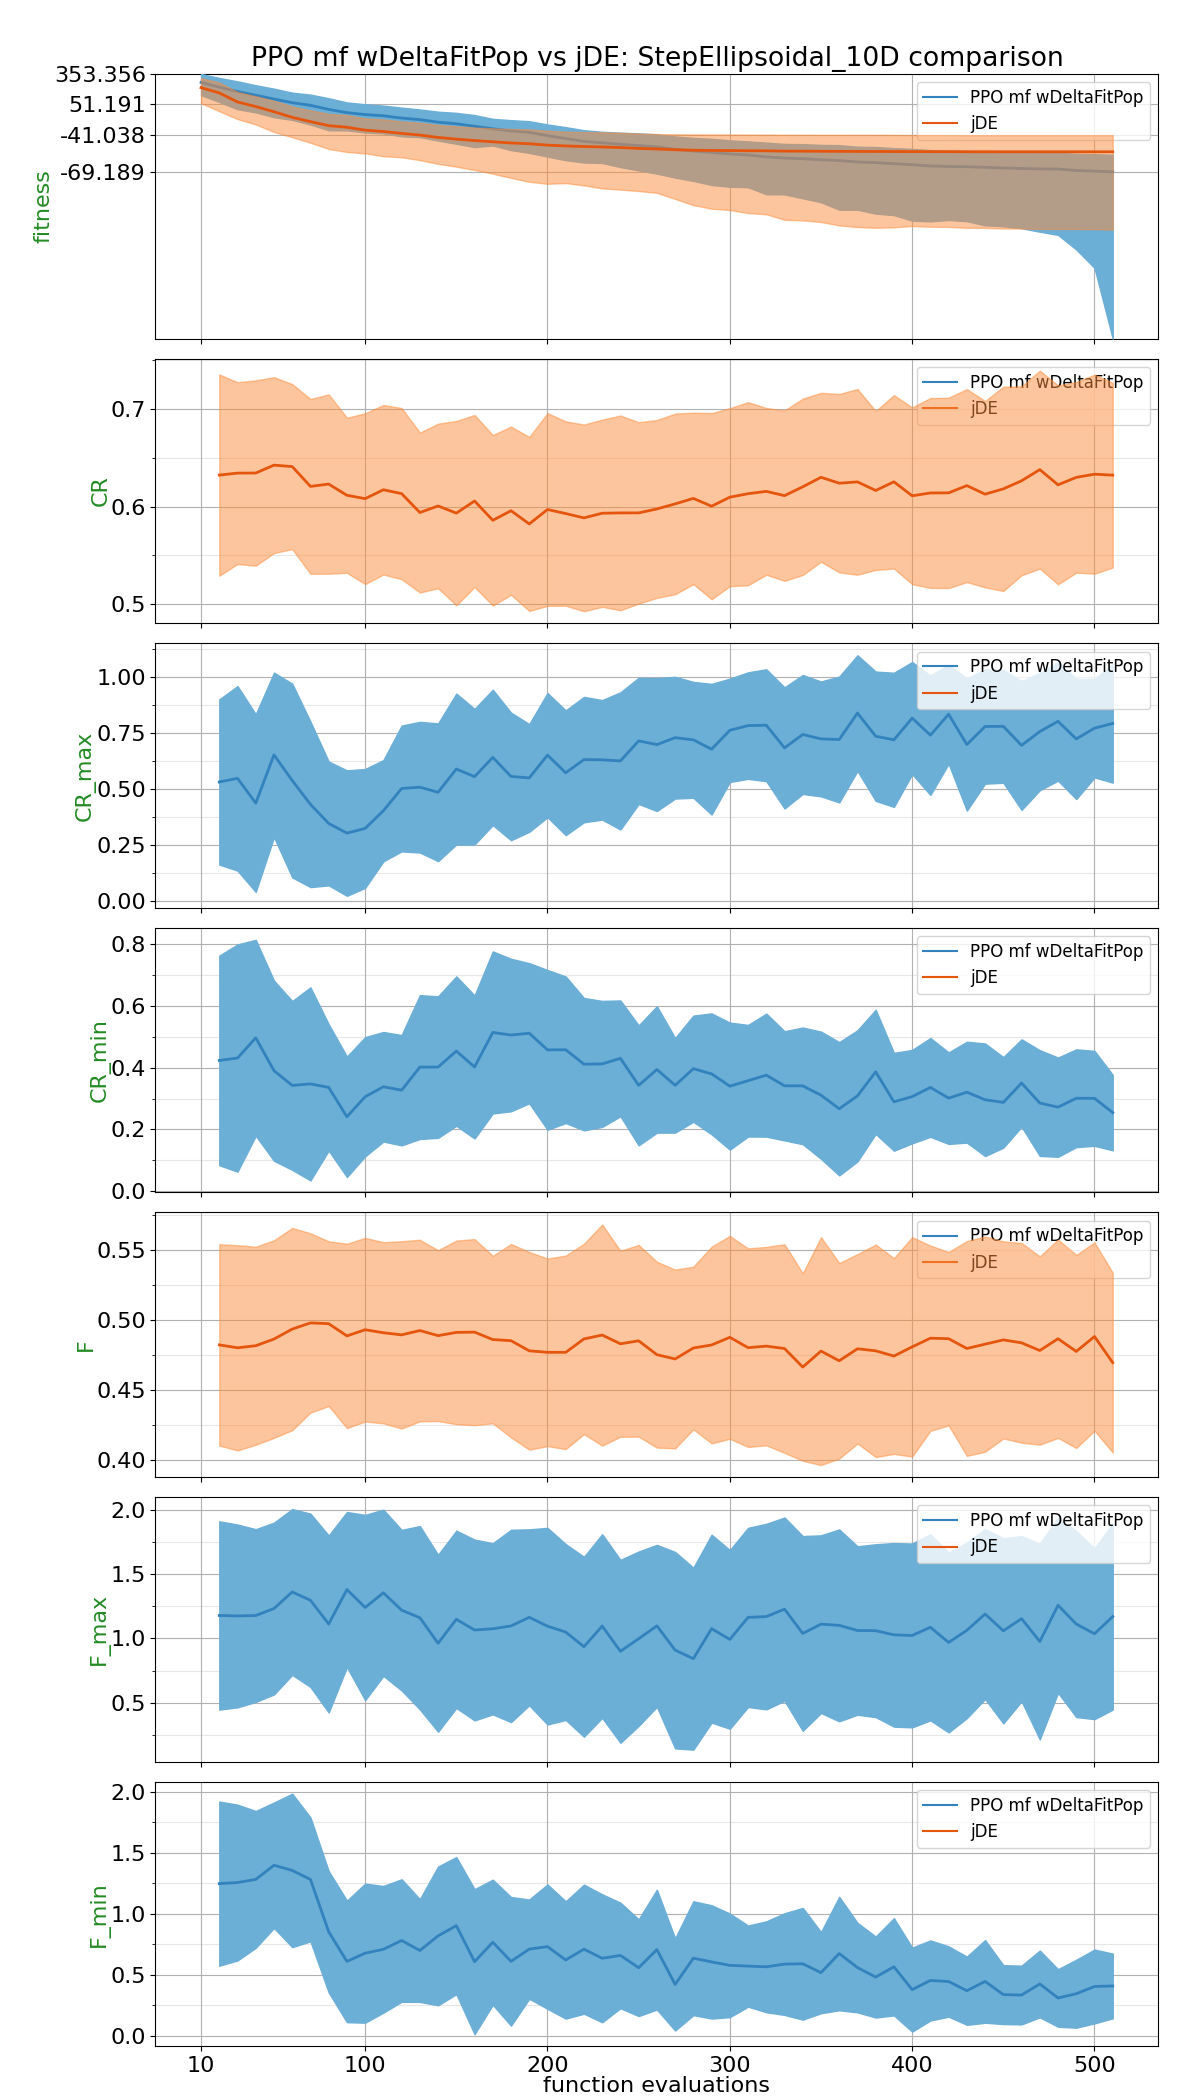 PPO mf wDeltaFitPop vs jDE: StepEllipsoidal_10D comparison
353.356
51.191
-41.038
-69.189
fitness
PPO mf wDeltaFitPop
jDE
0.7
0.6
0.5
CR
PPO mf wDeltaFitPop
jDE
1.00
0.75
0.50
0.25
0.00
CR_max
PPO mf wDeltaFitPop
jDE
0.8
0.6
0.4
0.2
0.0
CR_min
PPO mf wDeltaFitPop
jDE
0.55
0.50
0.45
0.40
F
PPO mf wDeltaFitPop
jDE
2.0
1.5
1.0
0.5
F_max
PPO mf wDeltaFitPop
jDE
2.0
1.5
1.0
0.5
0.0
F_min
PPO mf wDeltaFitPop
jDE
10 100 200 300 400 500
function evaluations